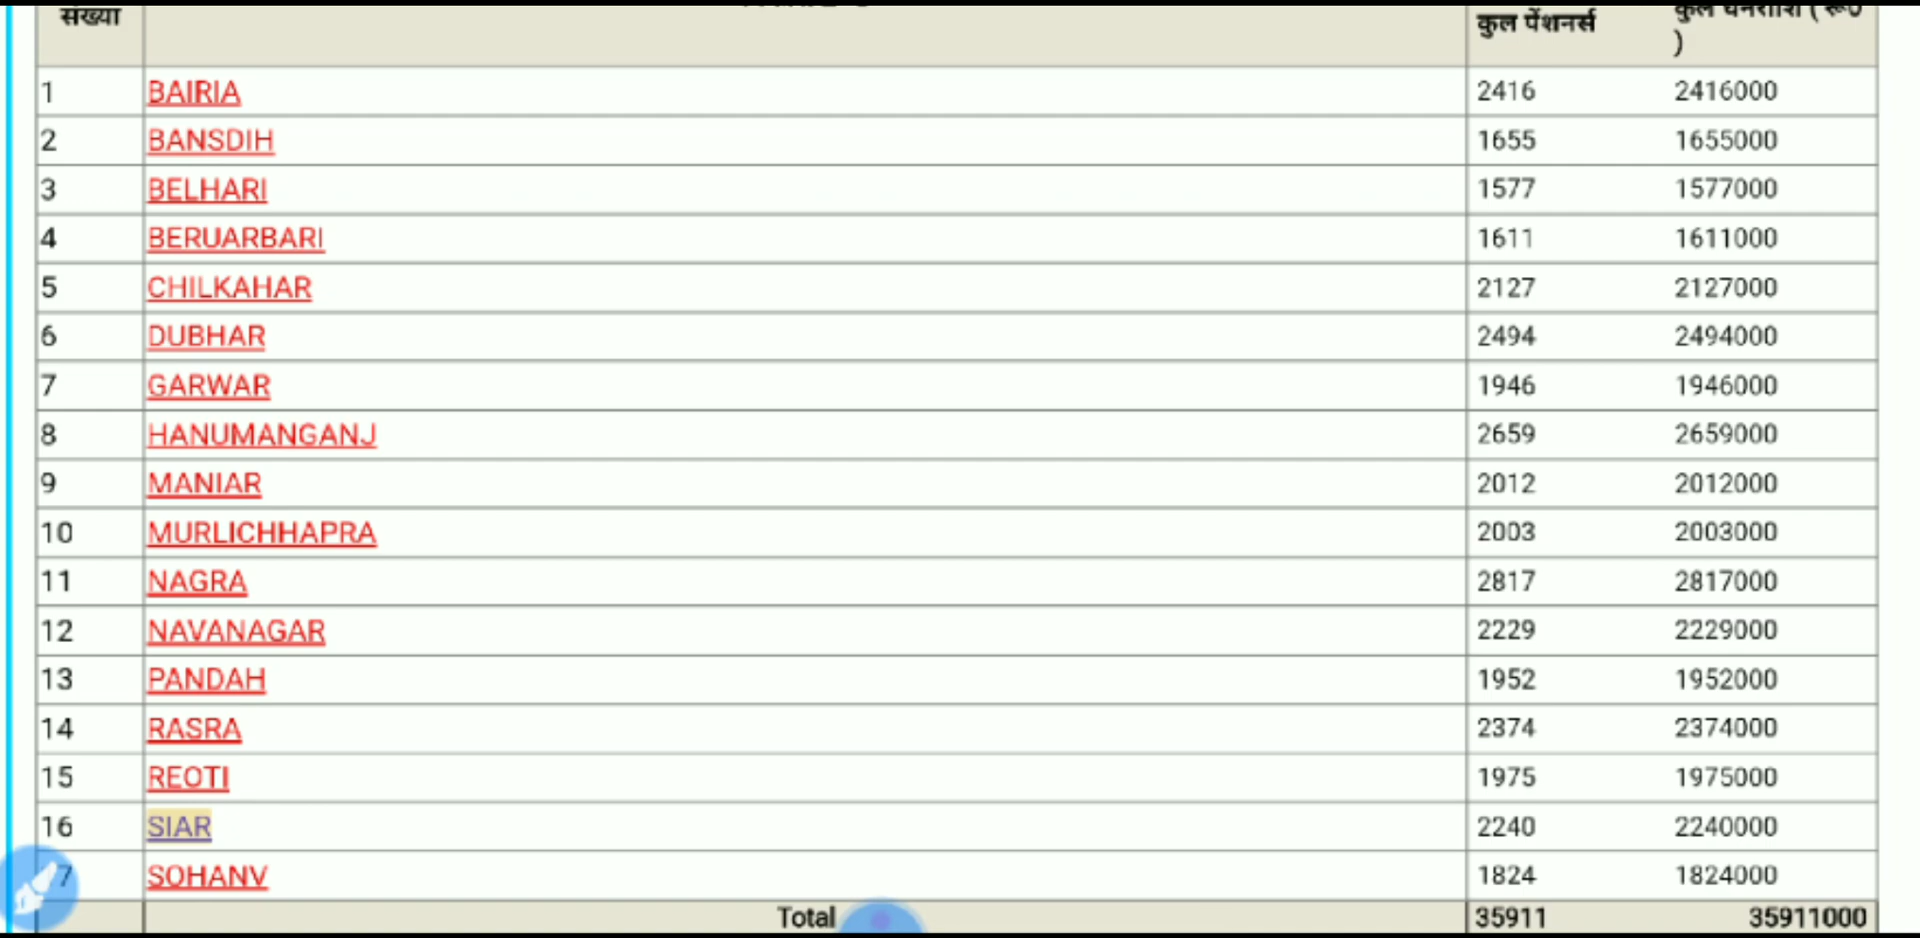 संख्या
कुल पेंशनर्स
कुल धनराशि ( रू0
)
1 BAIRIA 2416 2416000
2 BANSDIH 1655 1655000
3 BELHARI 1577 1577000
4 BERUARBARI 1611 1611000
5 CHILKAHAR 2127 2127000
6 DUBHAR 2494 2494000
7 GARWAR 1946 1946000
8 HANUMANGANJ 2659 2659000
9 MANIAR 2012 2012000
10 MURLICHHAPRA 2003 2003000
11 NAGRA 2817 2817000
12 NAVANAGAR 2229 2229000
13 PANDAH 1952 1952000
14 RASRA 2374 2374000
15 REOTI 1975 1975000
16 SIAR 2240 2240000
7 SOHANV 1824 1824000
Total 35911 35911000